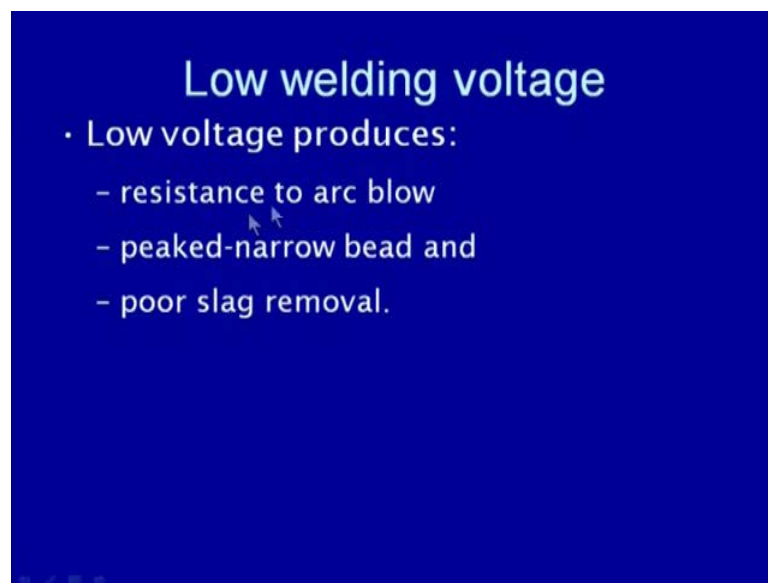 Low welding voltage
• Low voltage produces:
– resistance to arc blow
– peaked-narrow bead and
– poor slag removal.